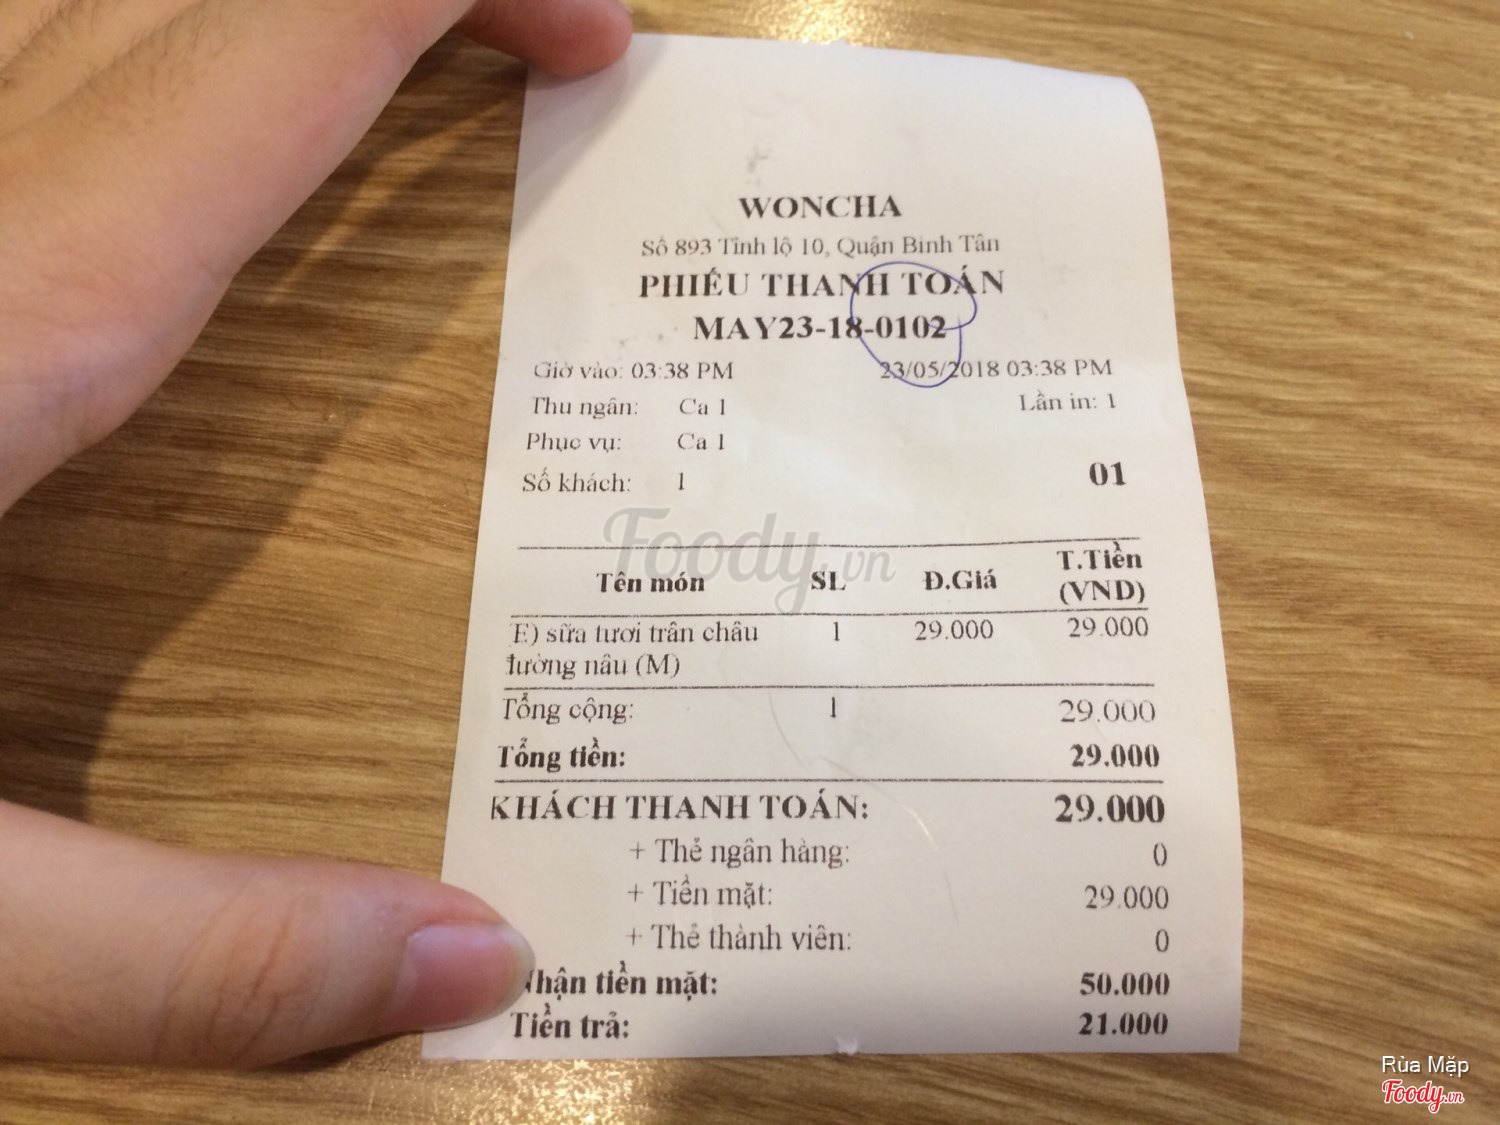 WONCHA
Số 893 Tỉnh lộ 10, Quận Bình Tân
PHIẾU THANH TOÁN
MAY23-18-0102
Giờ vào: 03:38 PM 23/05/2018 03:38 PM
Thu ngân: Ca 1 Lần in: 1
Phục vụ: Ca 1
Số khách: 1 01
Foody.vn
Tên món SL Đ.Giá T.Tiền (VND)
E) sữa tươi trân châu 1 29.000 29.000
đường nâu (M)
Tổng cộng: 1 29.000
Tổng tiền: 29.000
KHÁCH THANH TOÁN: 29.000
+ Thẻ ngân hàng: 0
+ Tiền mặt: 29.000
+ Thẻ thành viên: 0
Nhận tiền mặt: 50.000
Tiền trả: 21.000
Rùa Mập
Foody.vn